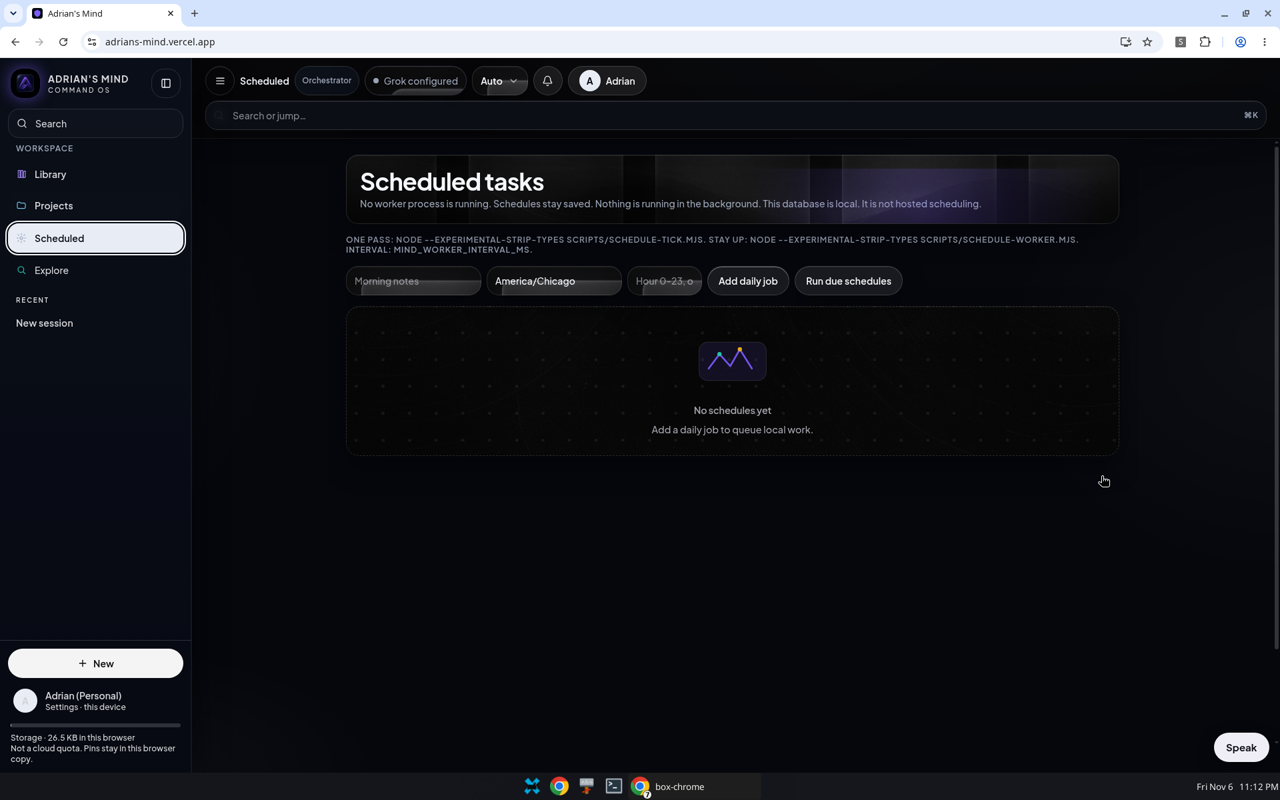 Adrian's Mind
adrians-mind.vercel.app
S
ADRIAN'S MIND
COMMAND OS
Search
WORKSPACE
Library
Projects
Scheduled
Explore
RECENT
New session
New
A
Adrian (Personal)
Settings · this device
Storage · 26.5 KB in this browser
Not a cloud quota. Pins stay in this browser
copy.
Scheduled
Orchestrator
Grok configured
Auto
A
Adrian
Search or jump…
⌘K
Scheduled tasks
No worker process is running. Schedules stay saved. Nothing is running in the background. This database is local. It is not hosted scheduling.
ONE PASS: NODE --EXPERIMENTAL-STRIP-TYPES SCRIPTS/SCHEDULE-TICK.MJS. STAY UP: NODE --EXPERIMENTAL-STRIP-TYPES SCRIPTS/SCHEDULE-WORKER.MJS.
INTERVAL: MIND_WORKER_INTERVAL_MS.
Morning notes
America/Chicago
Hour 0-23, o
Add daily job
Run due schedules
No schedules yet
Add a daily job to queue local work.
Speak
7
box-chrome
Fri Nov 6 11:12 PM